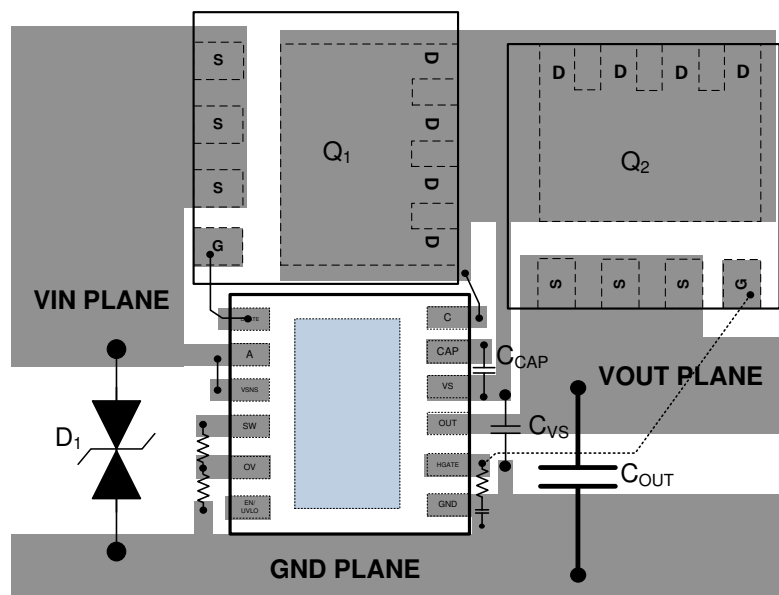 S
S
S
G
Q1
D
D
D
D
D
D
D
D
Q2
S
S
S
G
VIN PLANE
C
A
CAP
CCAP
VSNS
VS
VOUT PLANE
SW
OUT
CVS
D1
OV
HGATE
COUT
EN/
UVLO
GND
GND PLANE